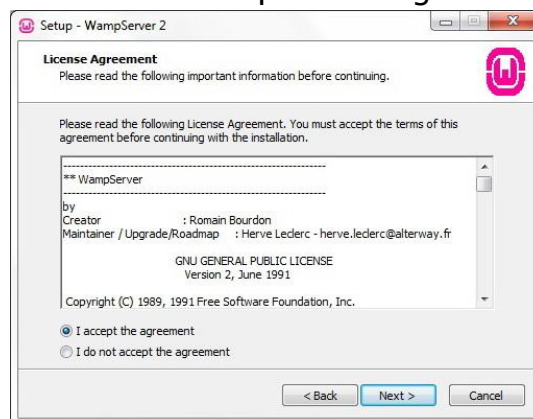 Setup - WampServer 2
License Agreement
Please read the following important information before continuing.
Please read the following License Agreement. You must accept the terms of this
agreement before continuing with the installation.
----------------------------------------------------------------
** WampServer
----------------------------------------------------------------
by
Creator : Romain Bourdon
Maintainer / Upgrade/Roadmap : Herve Leclerc - herve.leclerc@alterway.fr
GNU GENERAL PUBLIC LICENSE
Version 2, June 1991
Copyright (C) 1989, 1991 Free Software Foundation, Inc.
I accept the agreement
I do not accept the agreement
< Back Next > Cancel